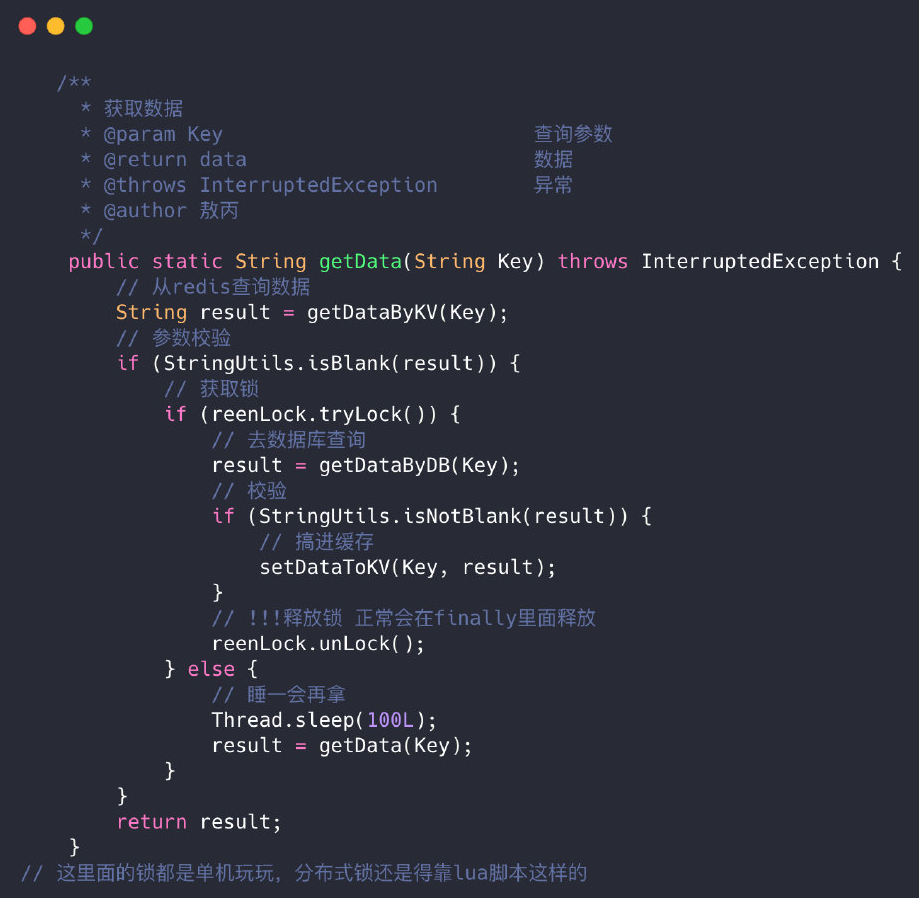 /**
* 获取数据
* @param Key 查询参数
* @return data 数据
* @throws InterruptedException 异常
* @author 敖丙
*/
public static String getData(String Key) throws InterruptedException {
// 从redis查询数据
String result = getDataByKV(Key);
// 参数校验
if (StringUtils.isBlank(result)) {
// 获取锁
if (reenLock.tryLock()) {
// 去数据库查询
result = getDataByDB(Key);
// 校验
if (StringUtils.isNotBlank(result)) {
// 搞进缓存
setDataToKV(Key, result);
}
// !!!释放锁 正常会在finally里面释放
reenLock.unLock();
} else {
// 睡一会再拿
Thread.sleep(100L);
result = getData(Key);
}
}
return result;
}
// 这里面的锁都是单机玩玩，分布式锁还是得靠lua脚本这样的